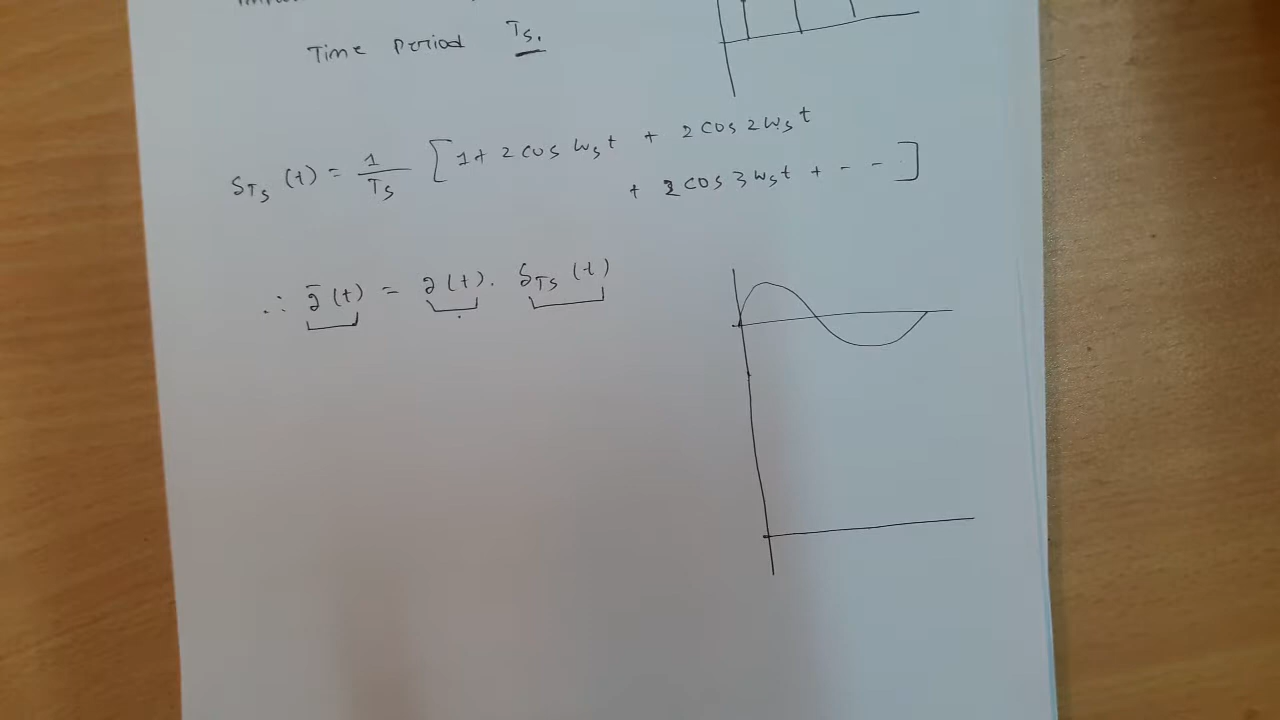 Time Period Ts.
δTs (t) = 1/Ts [ 1 + 2 cos ωst + 2 cos 2ωst
+ 2 cos 3ωst + - - ]
∴ ḡ(t) = g(t). δTs (t)